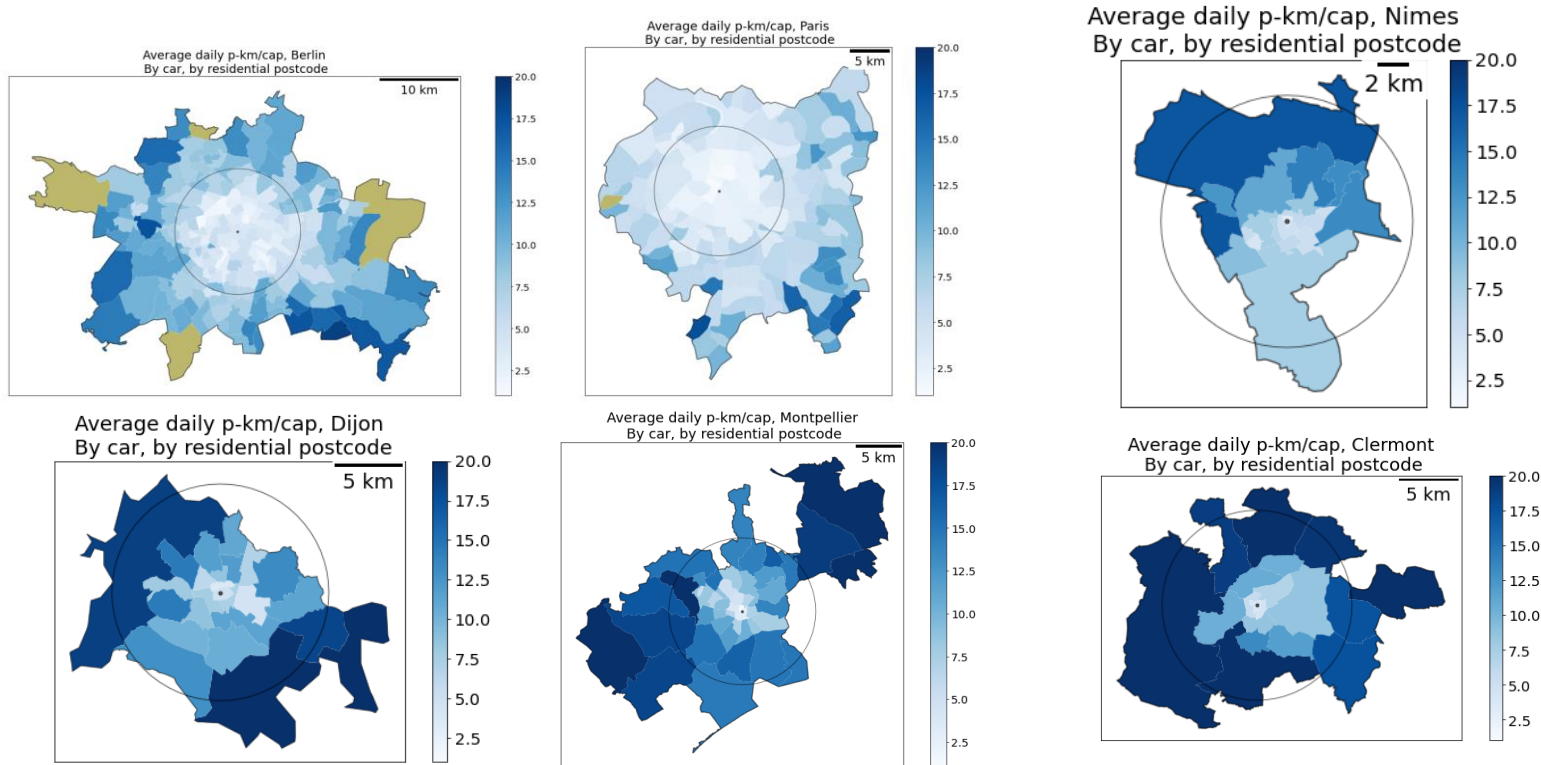 Average daily p-km/cap, Berlin
By car, by residential postcode
10 km
20.0
17.5
15.0
12.5
10.0
7.5
5.0
2.5
Average daily p-km/cap, Paris
By car, by residential postcode
5 km
20.0
17.5
15.0
12.5
10.0
7.5
5.0
2.5
Average daily p-km/cap, Nimes
By car, by residential postcode
2 km
20.0
17.5
15.0
12.5
10.0
7.5
5.0
2.5
Average daily p-km/cap, Dijon
By car, by residential postcode
5 km
20.0
17.5
15.0
12.5
10.0
7.5
5.0
2.5
Average daily p-km/cap, Montpellier
By car, by residential postcode
5 km
20.0
17.5
15.0
12.5
10.0
7.5
5.0
2.5
Average daily p-km/cap, Clermont
By car, by residential postcode
5 km
20.0
17.5
15.0
12.5
10.0
7.5
5.0
2.5